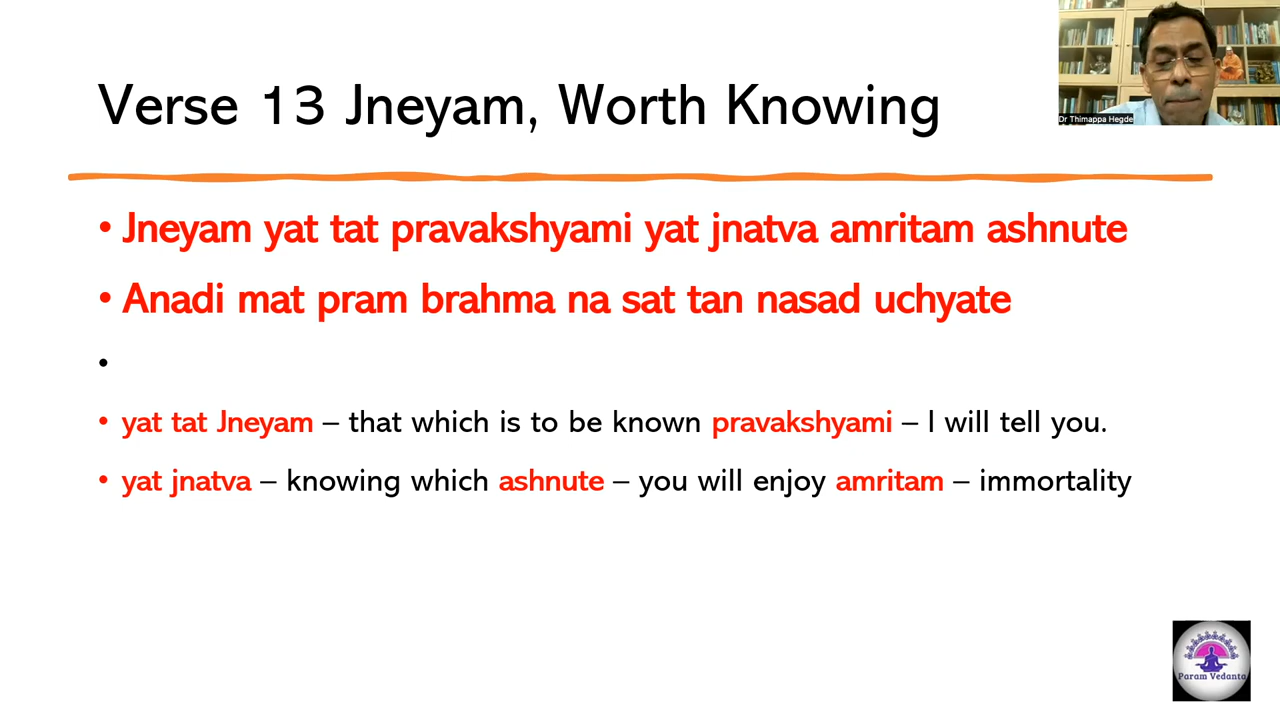 Verse 13 Jneyam, Worth Knowing
Dr Thimappa Hegde
• Jneyam yat tat pravakshyami yat jnatva amritam ashnute
• Anadi mat pram brahma na sat tan nasad uchyate
•
• yat tat Jneyam – that which is to be known pravakshyami – I will tell you.
• yat jnatva – knowing which ashnute – you will enjoy amritam – immortality
Param Vedanta